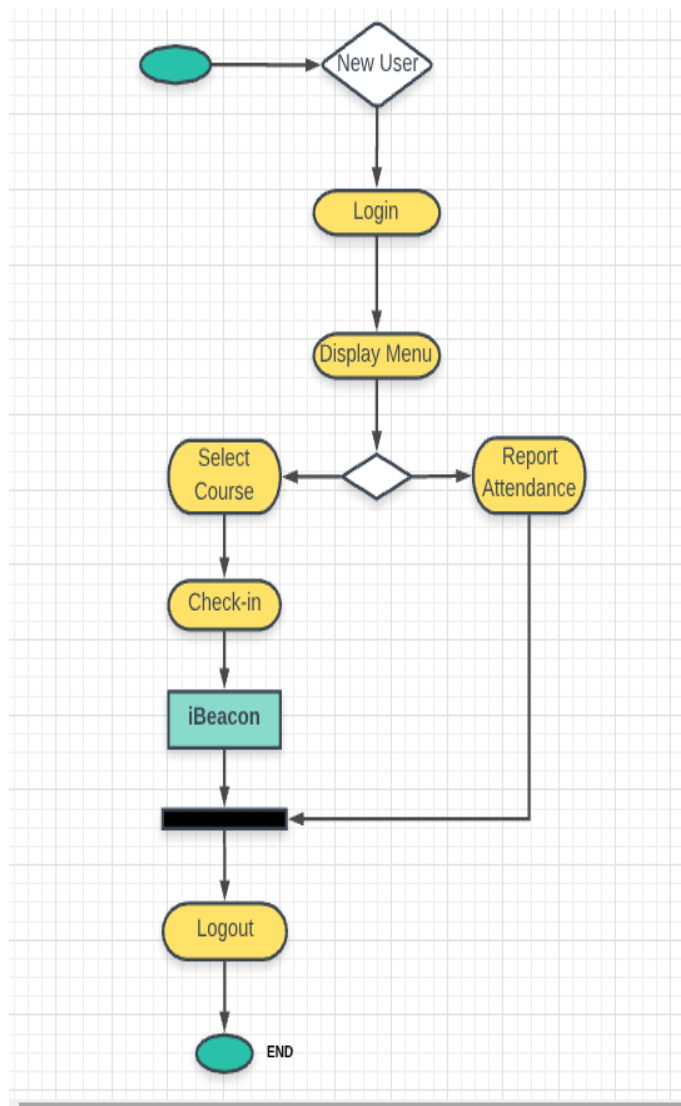 New User
Login
Display Menu
Select
Course
Report
Attendance
Check-in
iBeacon
Logout
END